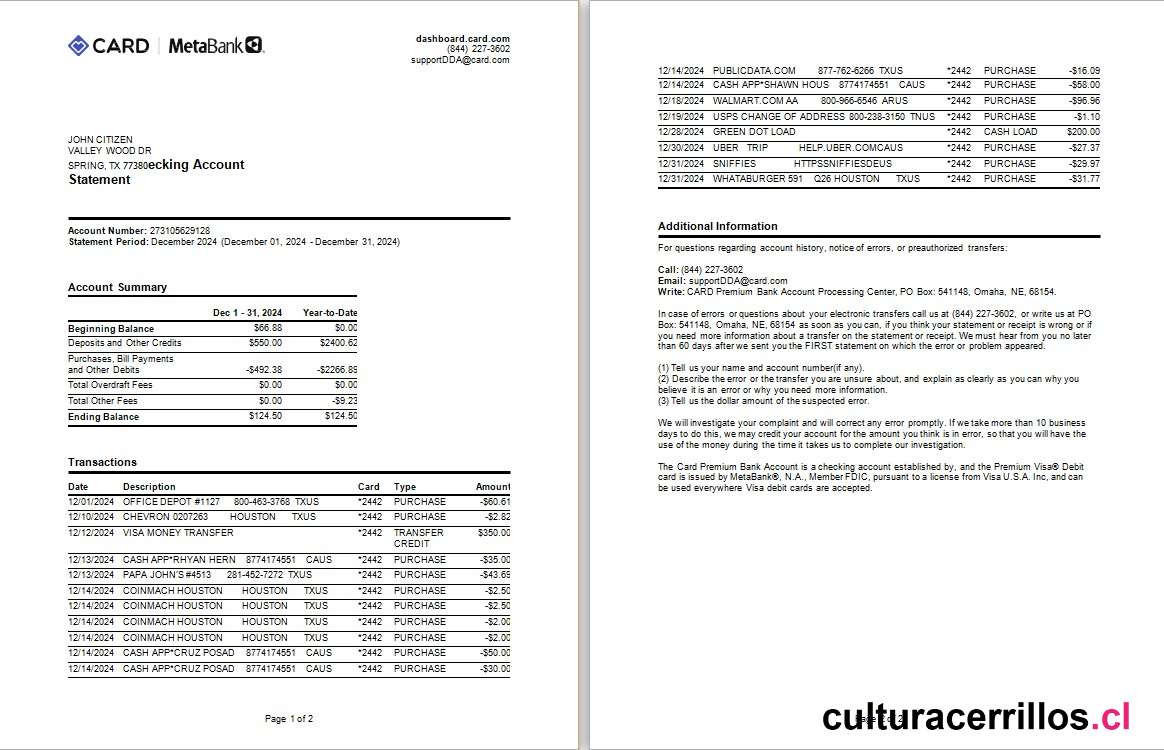 CARD MetaBank
dashboard.card.com
(844) 227-3602
supportDDA@card.com
JOHN CITIZEN
VALLEY WOOD DR
SPRING, TX 77380ecking Account
Statement
Account Number: 273105629128
Statement Period: December 2024 (December 01, 2024 - December 31, 2024)
Account Summary
Dec 1 - 31, 2024 Year-to-Date
Beginning Balance $66.88 $0.00
Deposits and Other Credits $550.00 $2400.62
Purchases, Bill Payments
and Other Debits -$492.38 -$2266.89
Total Overdraft Fees $0.00 $0.00
Total Other Fees $0.00 -$9.23
Ending Balance $124.50 $124.50
Transactions
Date Description Card Type Amount
12/01/2024 OFFICE DEPOT #1127 800-463-3768 TXUS *2442 PURCHASE -$60.61
12/10/2024 CHEVRON 0207263 HOUSTON TXUS *2442 PURCHASE -$2.82
12/12/2024 VISA MONEY TRANSFER *2442 TRANSFER $350.00
CREDIT
12/13/2024 CASH APP*RHYAN HERN 8774174551 CAUS *2442 PURCHASE -$35.00
12/13/2024 PAPA JOHN'S #4513 281-452-7272 TXUS *2442 PURCHASE -$43.69
12/14/2024 COINMACH HOUSTON HOUSTON TXUS *2442 PURCHASE -$2.50
12/14/2024 COINMACH HOUSTON HOUSTON TXUS *2442 PURCHASE -$2.50
12/14/2024 COINMACH HOUSTON HOUSTON TXUS *2442 PURCHASE -$2.00
12/14/2024 COINMACH HOUSTON HOUSTON TXUS *2442 PURCHASE -$2.00
12/14/2024 CASH APP*CRUZ POSAD 8774174551 CAUS *2442 PURCHASE -$50.00
12/14/2024 CASH APP*CRUZ POSAD 8774174551 CAUS *2442 PURCHASE -$30.00
Page 1 of 2
12/14/2024 PUBLICDATA.COM 877-762-6266 TXUS *2442 PURCHASE -$16.09
12/14/2024 CASH APP*SHAWN HOUS 8774174551 CAUS *2442 PURCHASE -$58.00
12/18/2024 WALMART.COM AA 800-966-6546 ARUS *2442 PURCHASE -$96.96
12/19/2024 USPS CHANGE OF ADDRESS 800-238-3150 TNUS *2442 PURCHASE -$1.10
12/28/2024 GREEN DOT LOAD *2442 CASH LOAD $200.00
12/30/2024 UBER TRIP HELP.UBER.COMCAUS *2442 PURCHASE -$27.37
12/31/2024 SNIFFIES HTTPSSNIFFIESDEUS *2442 PURCHASE -$29.97
12/31/2024 WHATABURGER 591 Q26 HOUSTON TXUS *2442 PURCHASE -$31.77
Additional Information
For questions regarding account history, notice of errors, or preauthorized transfers:
Call: (844) 227-3602
Email: supportDDA@card.com
Write: CARD Premium Bank Account Processing Center, PO Box: 541148, Omaha, NE, 68154.
In case of errors or questions about your electronic transfers call us at (844) 227-3602, or write us at PO
Box: 541148, Omaha, NE, 68154 as soon as you can, if you think your statement or receipt is wrong or if
you need more information about a transfer on the statement or receipt. We must hear from you no later
than 60 days after we sent you the FIRST statement on which the error or problem appeared.
(1) Tell us your name and account number(if any).
(2) Describe the error or the transfer you are unsure about, and explain as clearly as you can why you
believe it is an error or why you need more information.
(3) Tell us the dollar amount of the suspected error.
We will investigate your complaint and will correct any error promptly. If we take more than 10 business
days to do this, we may credit your account for the amount you think is in error, so that you will have the
use of the money during the time it takes us to complete our investigation.
The Card Premium Bank Account is a checking account established by, and the Premium Visa® Debit
card is issued by MetaBank®, N.A., Member FDIC, pursuant to a license from Visa U.S.A. Inc, and can
be used everywhere Visa debit cards are accepted.
culturacerrillos.cl